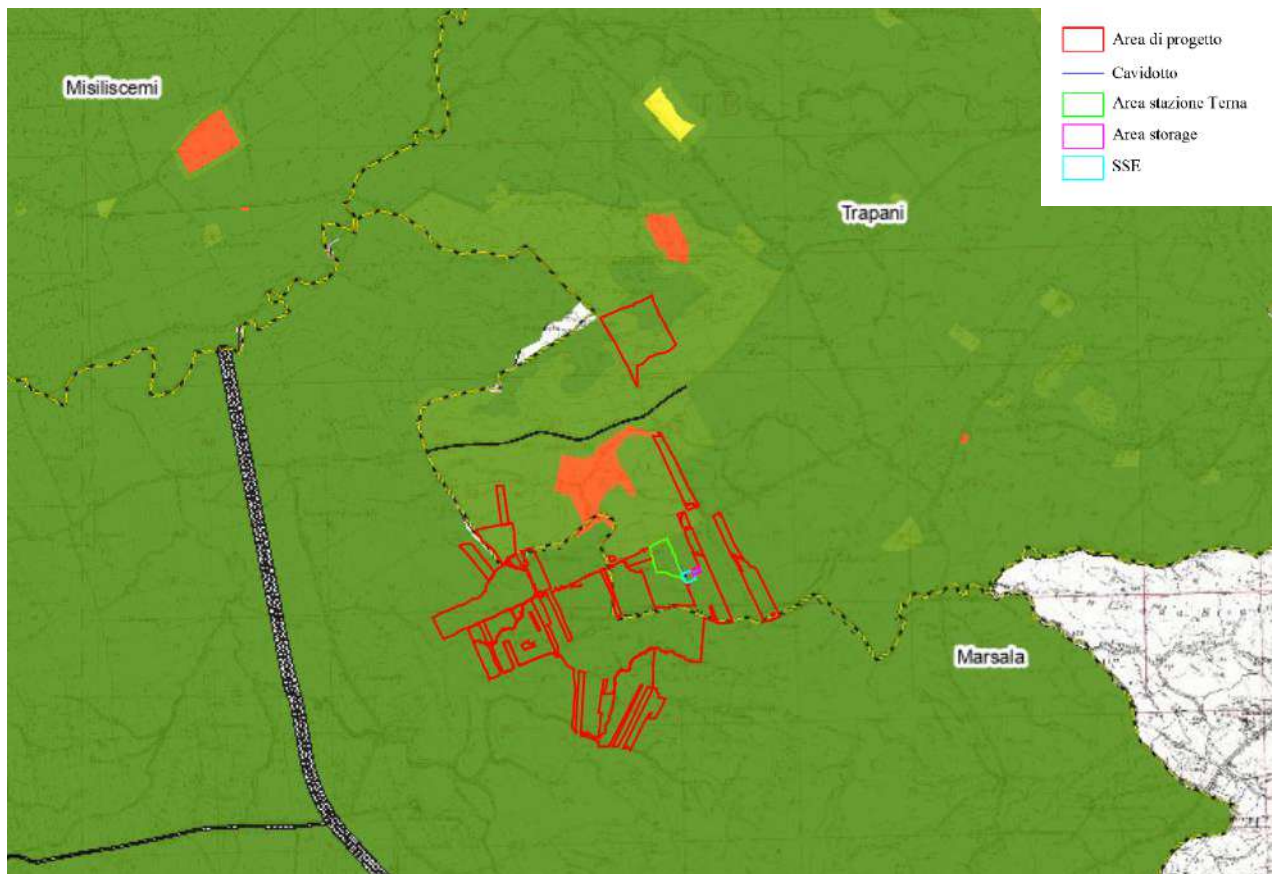 Area di progetto
Cavidotto
Area stazione Terna
Area storage
SSE
Misiliscemi
Trapani
Marsala